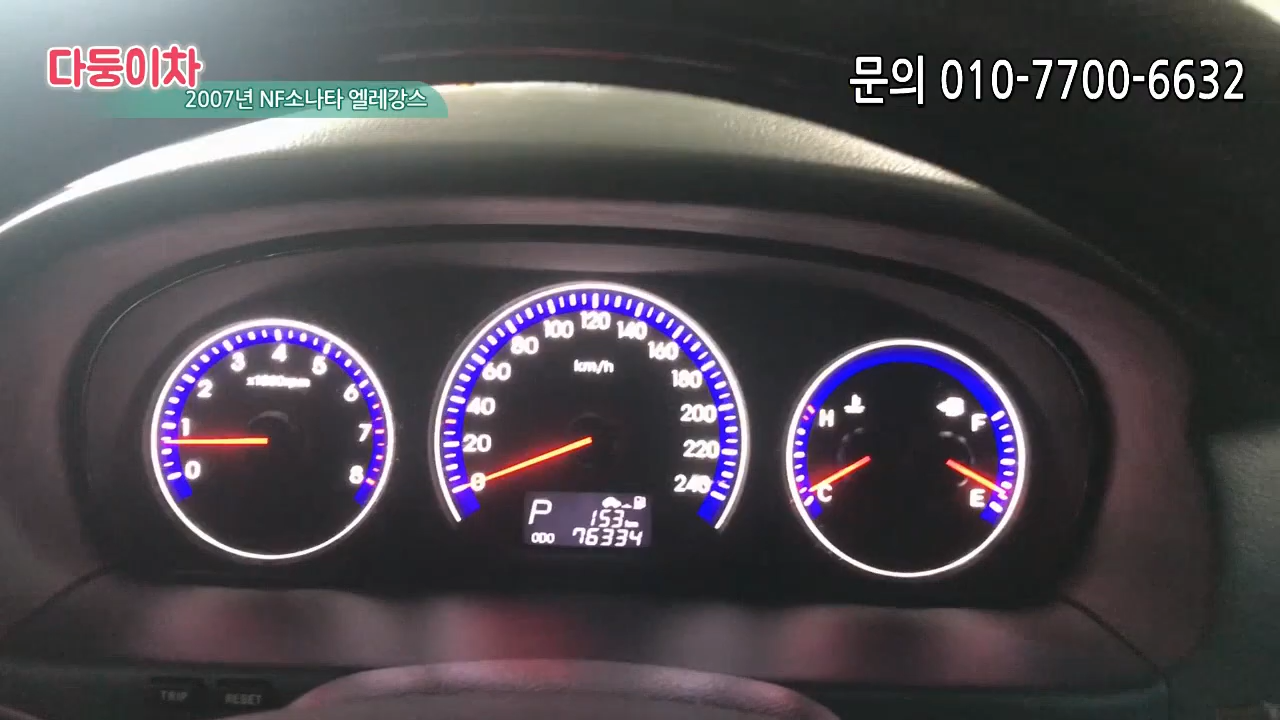 다둥이차
2007년 NF소나타 엘레강스
문의 010-7700-6632
0 1 2 3 4 5 6 7 8
x1000rpm
0 20 40 60 80 100 120 140 160 180 200 220 240
km/h
H C
F E
P 153 km
ODO 76334
TRIP RESET